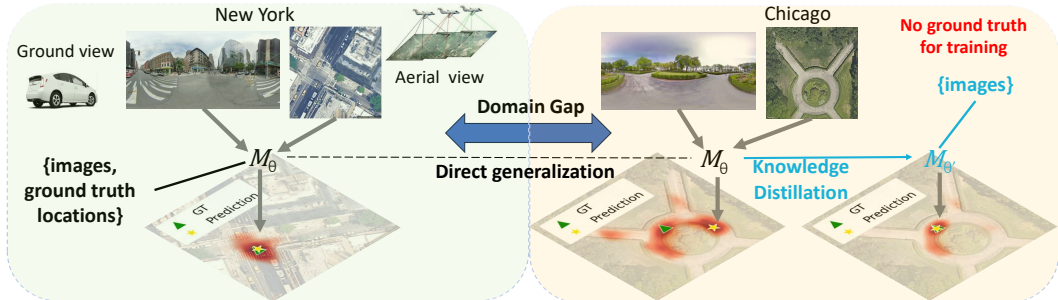 New York
Ground view
Aerial view
{images,
ground truth
locations}
M_θ
GT
Prediction
Domain Gap
Direct generalization
Chicago
No ground truth
for training
{images}
M_θ
Knowledge
Distillation
M_θ'
GT
Prediction
GT
Prediction